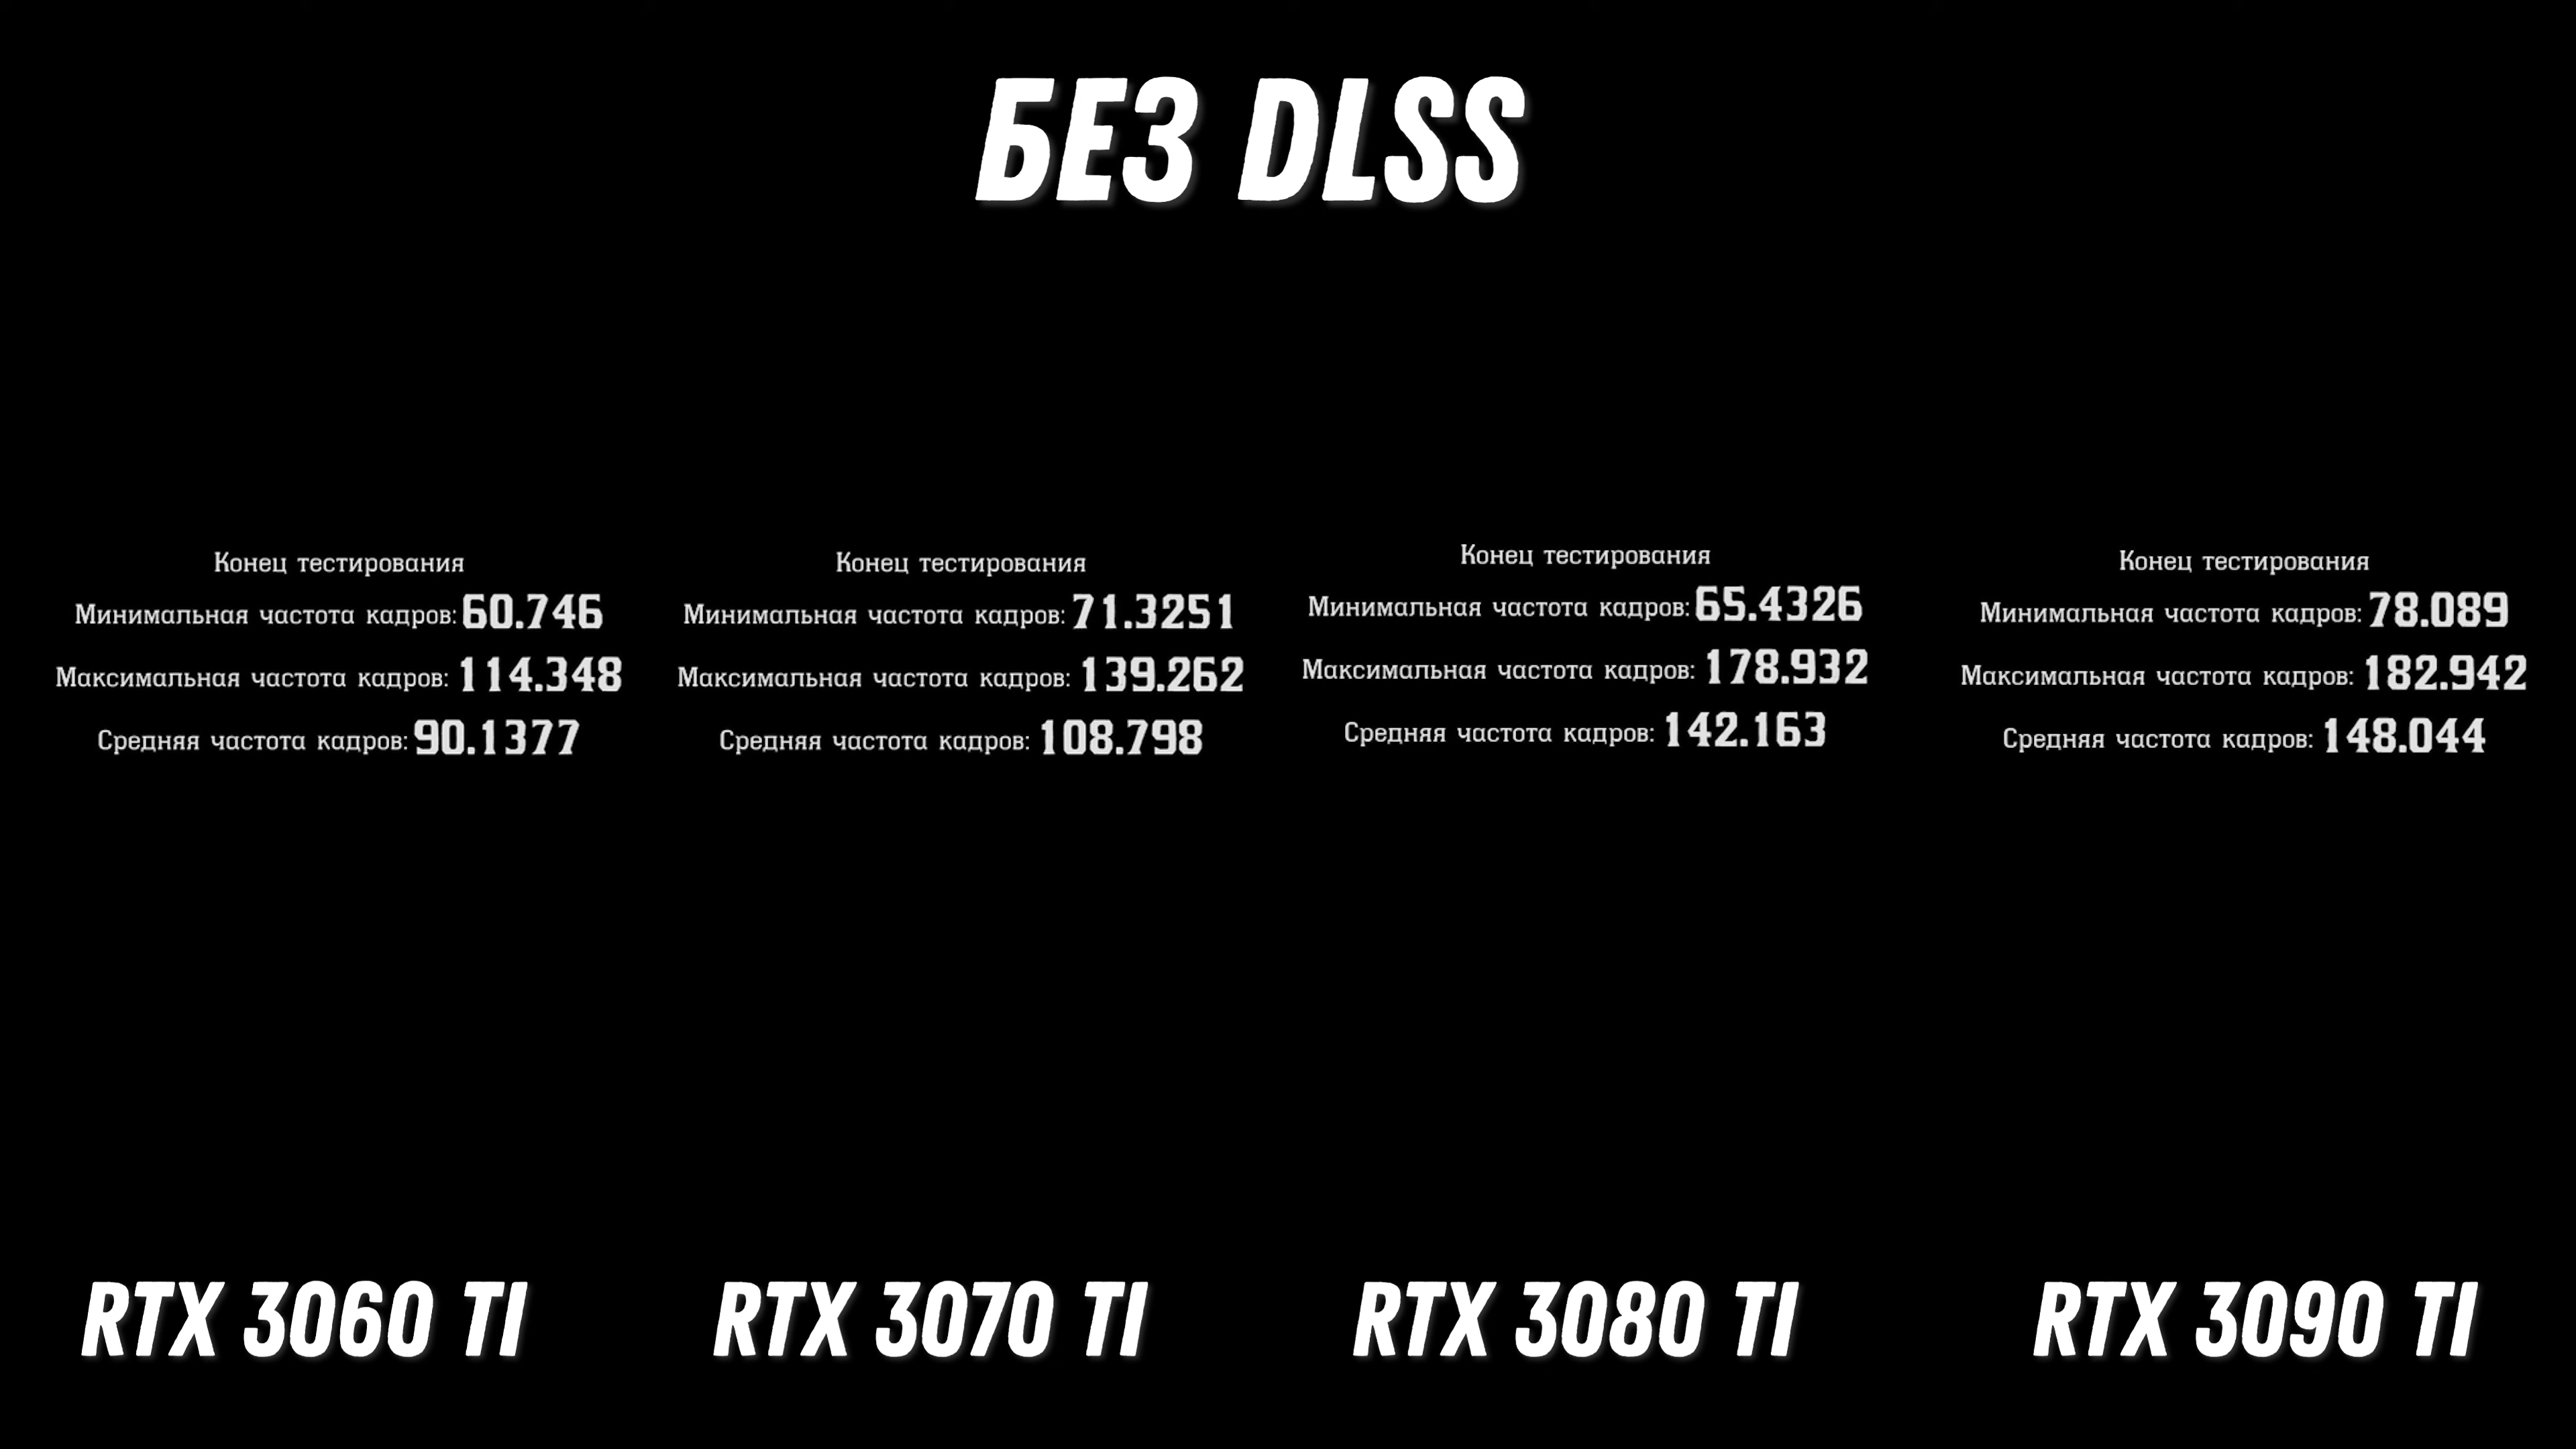 БЕЗ DLSS
Конец тестирования
Минимальная частота кадров: 60.746
Максимальная частота кадров: 114.348
Средняя частота кадров: 90.1377
Конец тестирования
Минимальная частота кадров: 71.3251
Максимальная частота кадров: 139.262
Средняя частота кадров: 108.798
Конец тестирования
Минимальная частота кадров: 65.4326
Максимальная частота кадров: 178.932
Средняя частота кадров: 142.163
Конец тестирования
Минимальная частота кадров: 78.089
Максимальная частота кадров: 182.942
Средняя частота кадров: 148.044
RTX 3060 TI
RTX 3070 TI
RTX 3080 TI
RTX 3090 TI